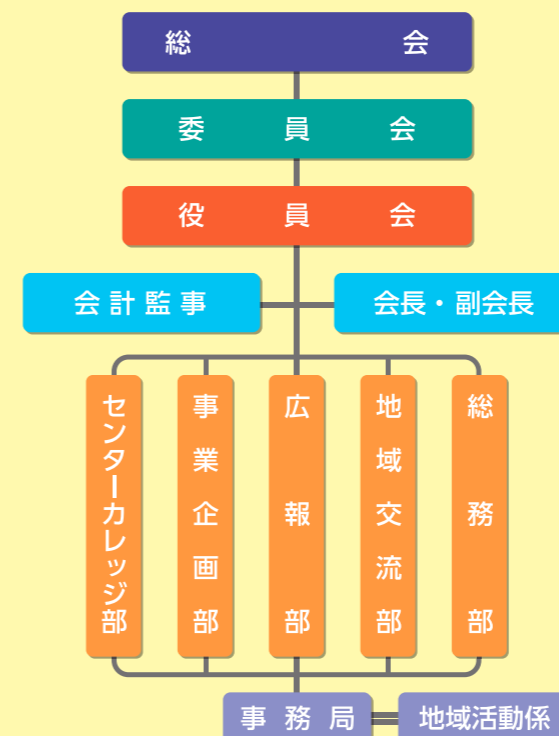 総会
委員会
役員会
会計監事
会長・副会長
センターカレッジ部
事業企画部
広報部
地域交流部
総務部
事務局
地域活動係